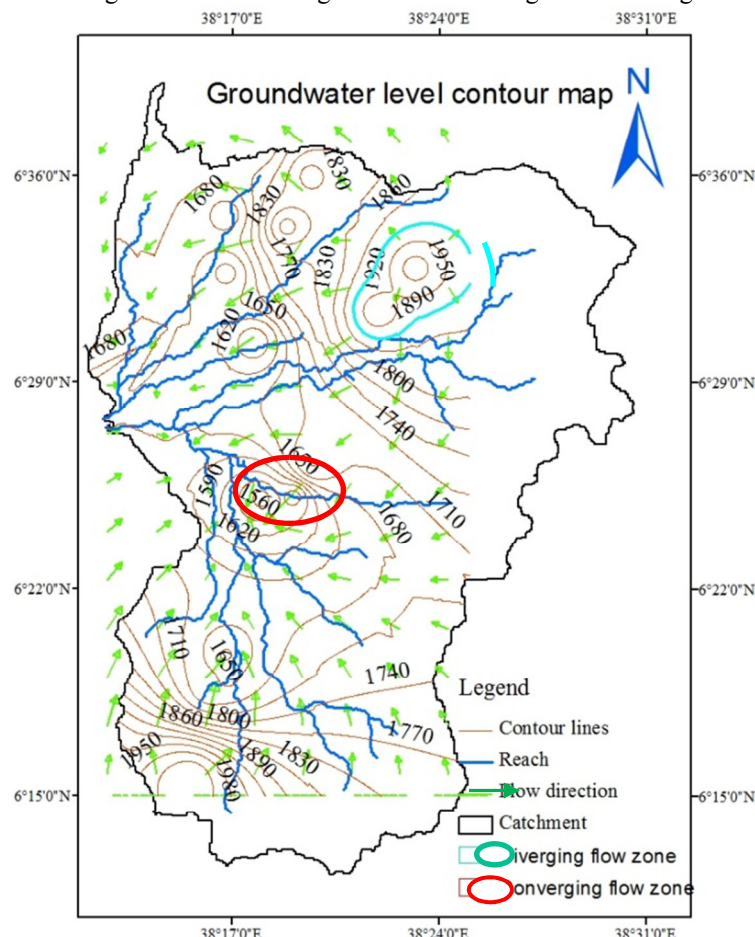 38°17'0"E 38°24'0"E 38°31'0"E
Groundwater level contour map
N
6°36'0"N 6°36'0"N
1830
1680
1830
1860
1770
1830
1920
1950
1890
1650
1620
1680
6°29'0"N 6°29'0"N
1800
1740
1650
1590
1560
1620
1680
1710
6°22'0"N 6°22'0"N
1710
1650
1740
Legend
1860
1800
1770
Contour lines
1950
1890
1830
1980
Reach
6°15'0"N 6°15'0"N
Flow direction
Catchment
iverging flow zone
onverging flow zone
38°17'0"E 38°24'0"E 38°31'0"E